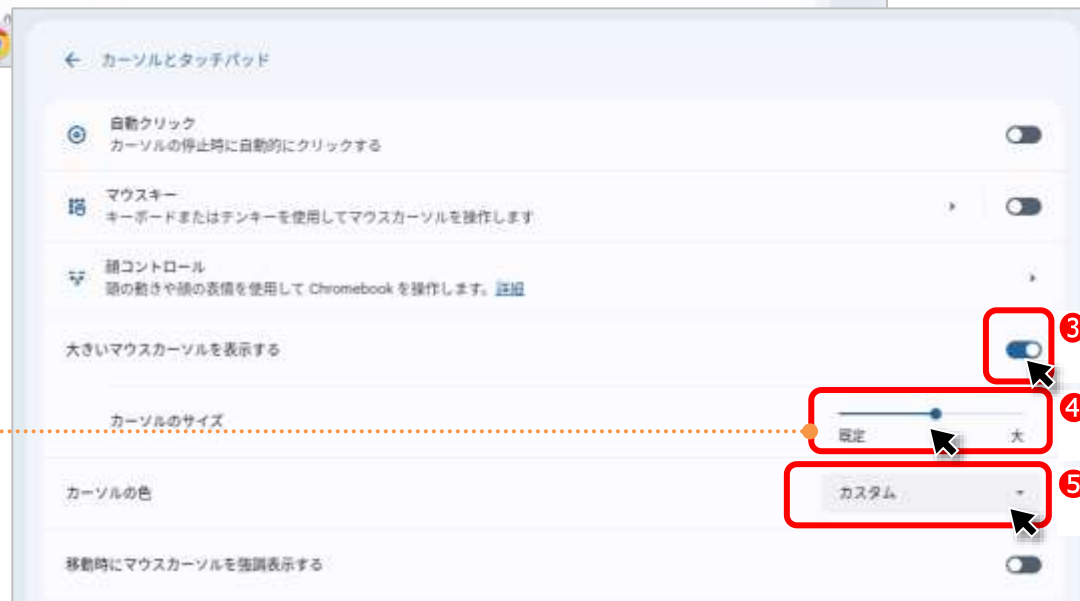 カーソルとタッチパッド
自動クリック
カーソルの停止時に自動的にクリックする
マウスキー
キーボードまたはテンキーを使用してマウスカーソルを操作します
顔コントロール
頭の動きや顔の表情を使用して Chromebook を操作します。詳細
大きいマウスカーソルを表示する
❸
カーソルのサイズ
既定 大
❹
カーソルの色
カスタム
❺
移動時にマウスカーソルを強調表示する